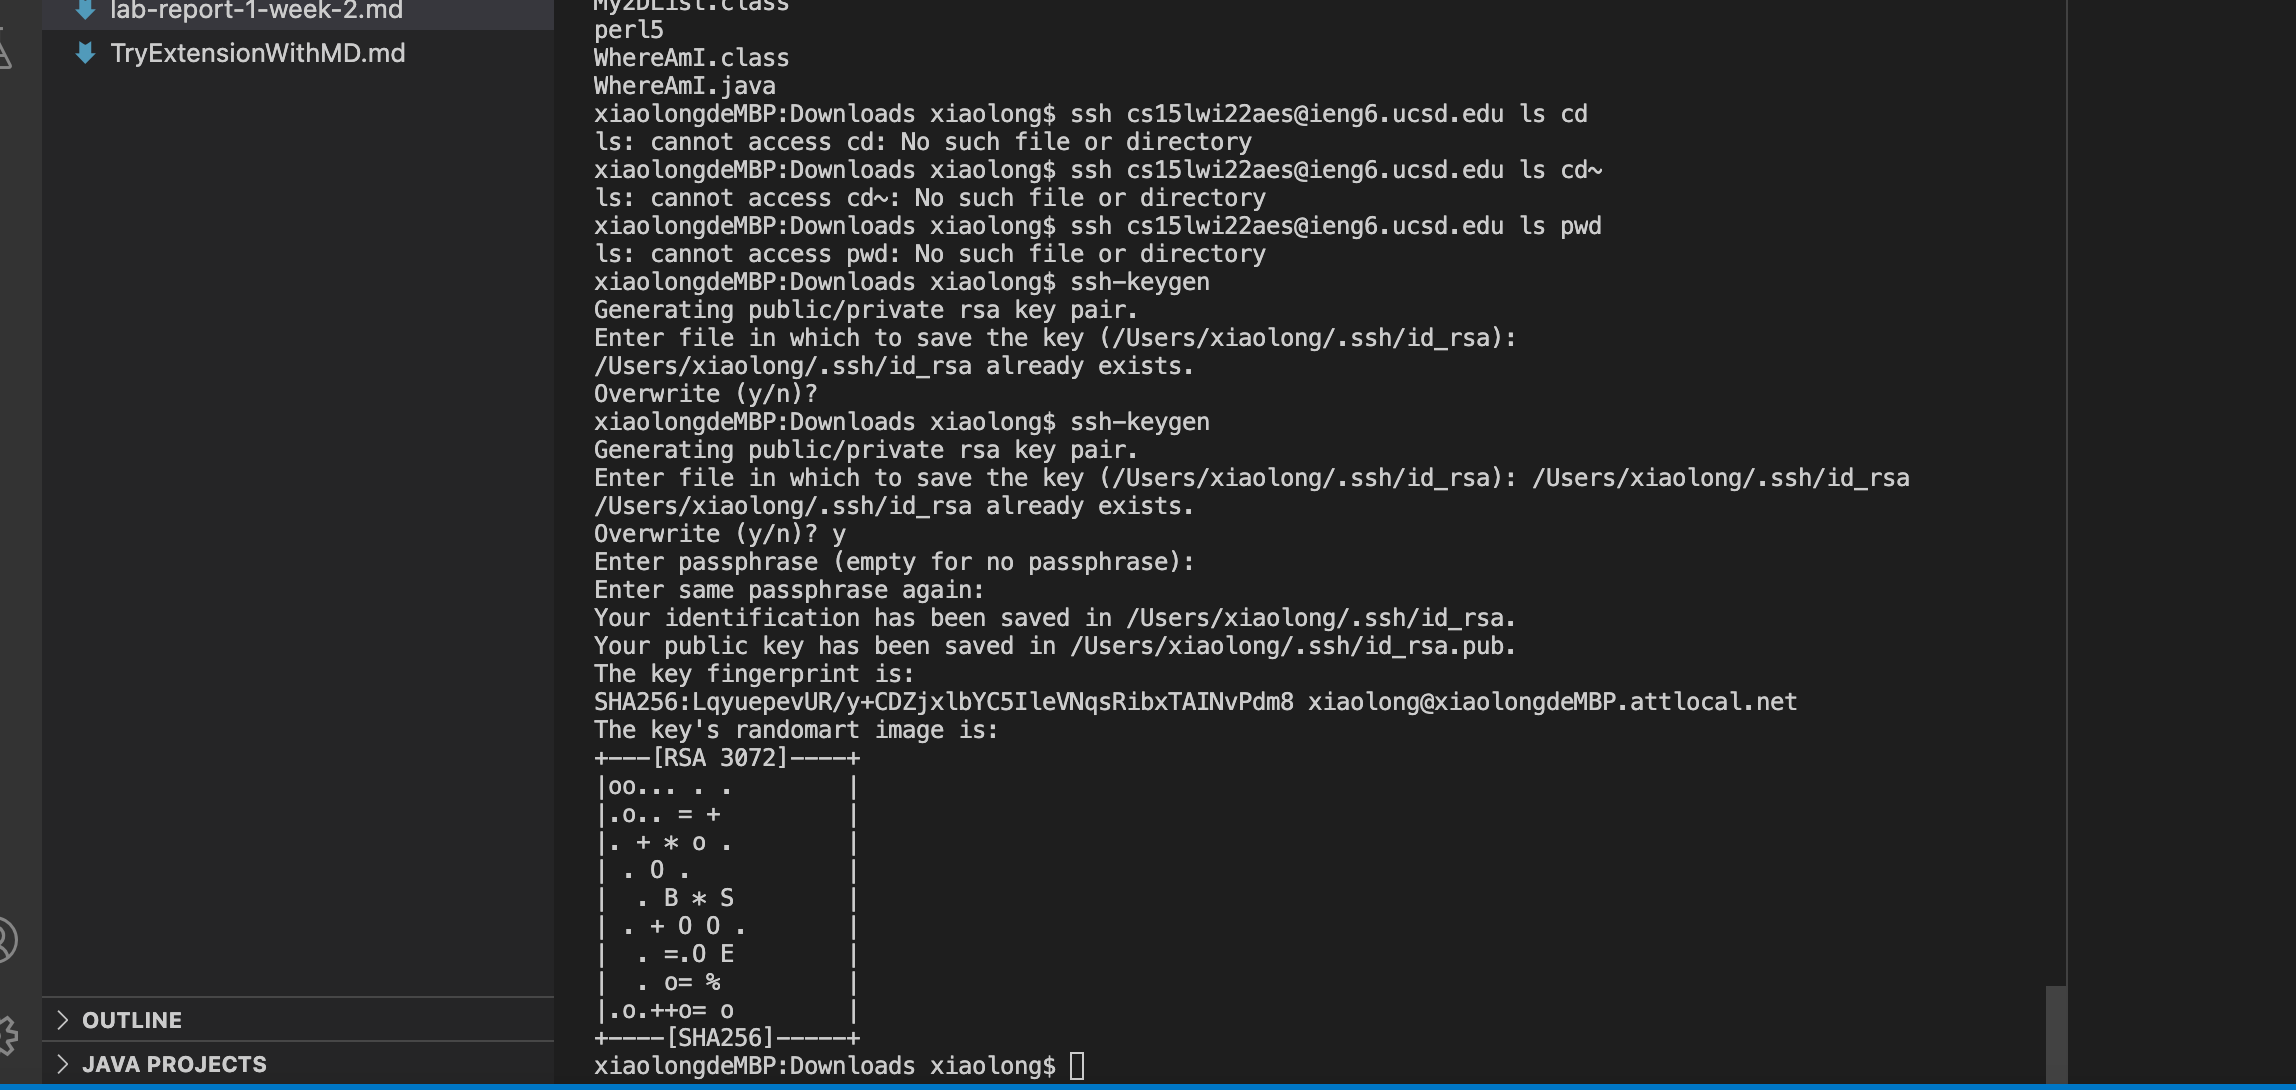 lab-report-1-week-2.md
TryExtensionWithMD.md
OUTLINE
JAVA PROJECTS
My2DList.class
perl5
WhereAmI.class
WhereAmI.java
xiaolongdeMBP:Downloads xiaolong$ ssh cs15lwi22aes@ieng6.ucsd.edu ls cd
ls: cannot access cd: No such file or directory
xiaolongdeMBP:Downloads xiaolong$ ssh cs15lwi22aes@ieng6.ucsd.edu ls cd~
ls: cannot access cd~: No such file or directory
xiaolongdeMBP:Downloads xiaolong$ ssh cs15lwi22aes@ieng6.ucsd.edu ls pwd
ls: cannot access pwd: No such file or directory
xiaolongdeMBP:Downloads xiaolong$ ssh-keygen
Generating public/private rsa key pair.
Enter file in which to save the key (/Users/xiaolong/.ssh/id_rsa):
/Users/xiaolong/.ssh/id_rsa already exists.
Overwrite (y/n)?
xiaolongdeMBP:Downloads xiaolong$ ssh-keygen
Generating public/private rsa key pair.
Enter file in which to save the key (/Users/xiaolong/.ssh/id_rsa): /Users/xiaolong/.ssh/id_rsa
/Users/xiaolong/.ssh/id_rsa already exists.
Overwrite (y/n)? y
Enter passphrase (empty for no passphrase):
Enter same passphrase again:
Your identification has been saved in /Users/xiaolong/.ssh/id_rsa.
Your public key has been saved in /Users/xiaolong/.ssh/id_rsa.pub.
The key fingerprint is:
SHA256:LqyuepevUR/y+CDZjxlbYC5IleVNqsRibxTAINvPdm8 xiaolong@xiaolongdeMBP.attlocal.net
The key's randomart image is:
+---[RSA 3072]----+
|oo... . .        |
|.o.. = +         |
|. + * o .        |
| . O .           |
|  . B * S        |
| . + O O .       |
|  . =.O E        |
|  . o= %         |
|.o.++o= o        |
+----[SHA256]-----+
xiaolongdeMBP:Downloads xiaolong$